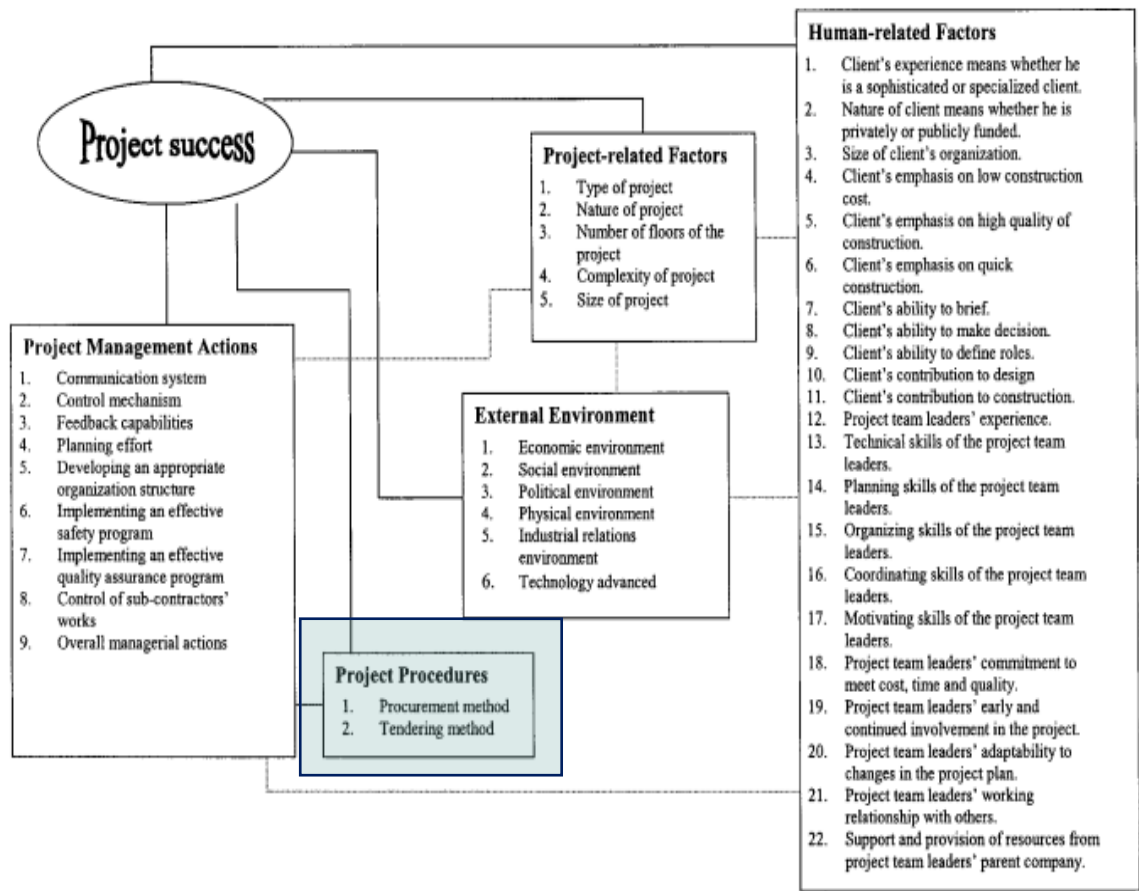 Project success
Human-related Factors
1. Client's experience means whether he
is a sophisticated or specialized client.
2. Nature of client means whether he is
privately or publicly funded.
3. Size of client's organization.
4. Client's emphasis on low construction
cost.
5. Client's emphasis on high quality of
construction.
6. Client's emphasis on quick
construction.
7. Client's ability to brief.
8. Client's ability to make decision.
9. Client's ability to define roles.
10. Client's contribution to design
11. Client's contribution to construction.
12. Project team leaders' experience.
13. Technical skills of the project team
leaders.
14. Planning skills of the project team
leaders.
15. Organizing skills of the project team
leaders.
16. Coordinating skills of the project team
leaders.
17. Motivating skills of the project team
leaders.
18. Project team leaders' commitment to
meet cost, time and quality.
19. Project team leaders' early and
continued involvement in the project.
20. Project team leaders' adaptability to
changes in the project plan.
21. Project team leaders' working
relationship with others.
22. Support and provision of resources from
project team leaders' parent company.
Project-related Factors
1. Type of project
2. Nature of project
3. Number of floors of the
project
4. Complexity of project
5. Size of project
Project Management Actions
1. Communication system
2. Control mechanism
3. Feedback capabilities
4. Planning effort
5. Developing an appropriate
organization structure
6. Implementing an effective
safety program
7. Implementing an effective
quality assurance program
8. Control of sub-contractors'
works
9. Overall managerial actions
External Environment
1. Economic environment
2. Social environment
3. Political environment
4. Physical environment
5. Industrial relations
environment
6. Technology advanced
Project Procedures
1. Procurement method
2. Tendering method